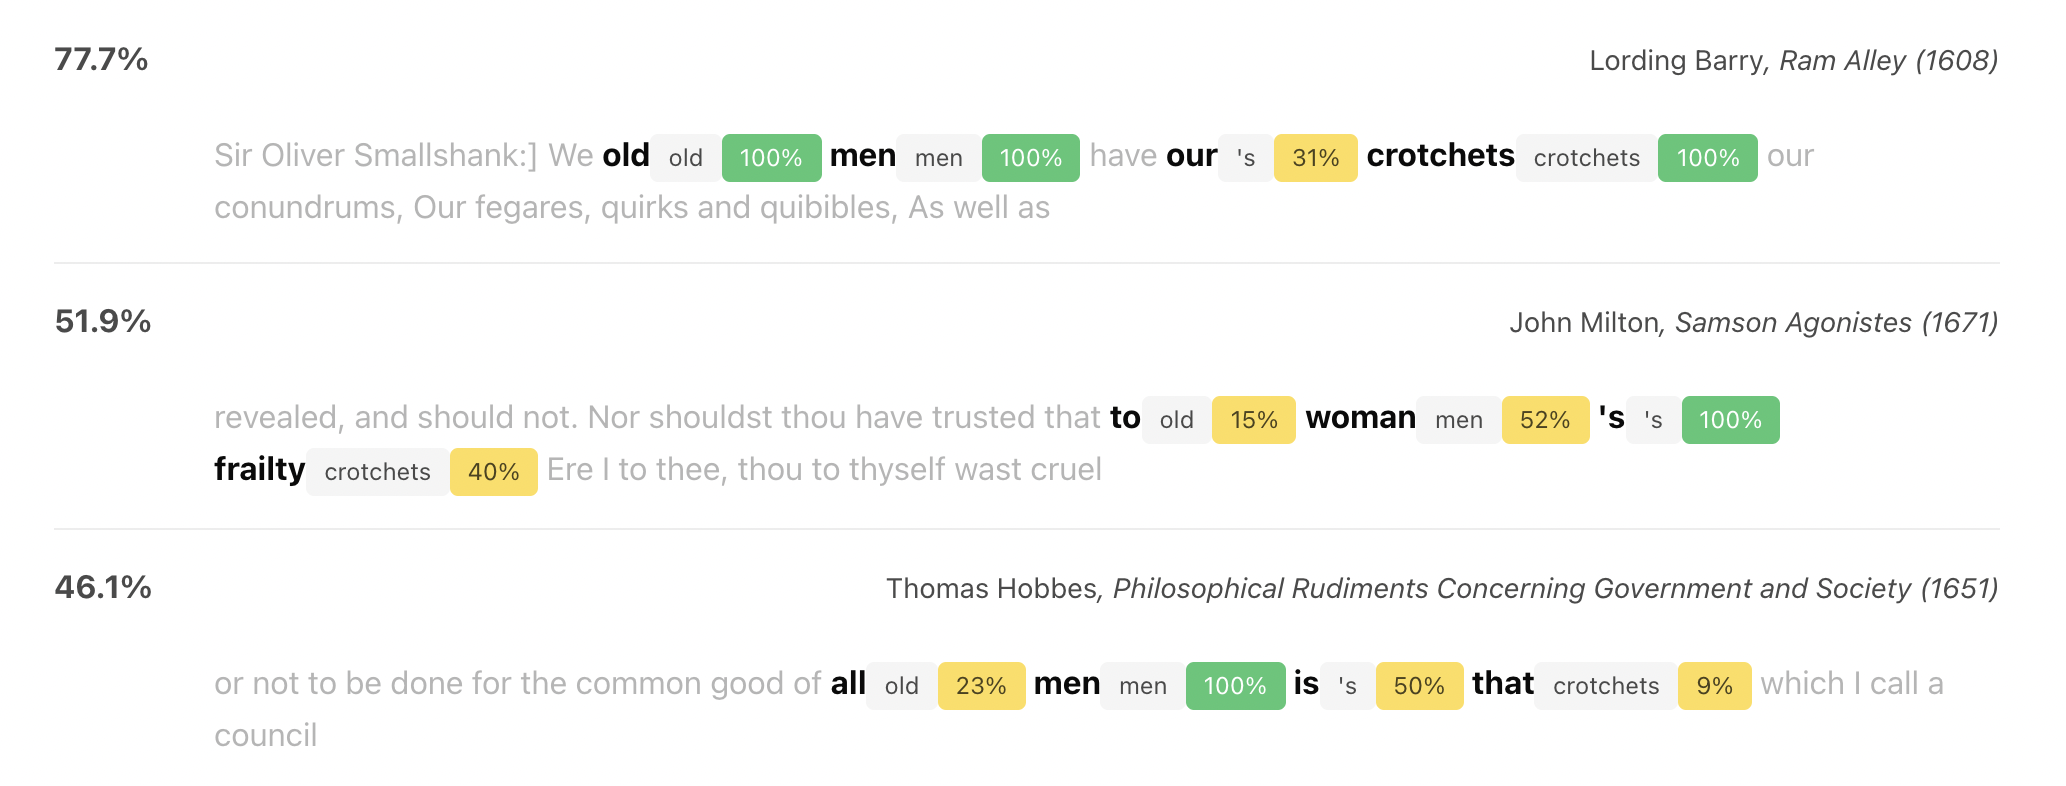 77.7% Lording Barry, Ram Alley (1608)
Sir Oliver Smallshank:] We old old 100% men men 100% have our 's 31% crotchets crotchets 100% our
conundrums, Our fegares, quirks and quibibles, As well as
51.9% John Milton, Samson Agonistes (1671)
revealed, and should not. Nor shouldst thou have trusted that to old 15% woman men 52% 's 's 100%
frailty crotchets 40% Ere I to thee, thou to thyself wast cruel
46.1% Thomas Hobbes, Philosophical Rudiments Concerning Government and Society (1651)
or not to be done for the common good of all old 23% men men 100% is 's 50% that crotchets 9% which I call a
council